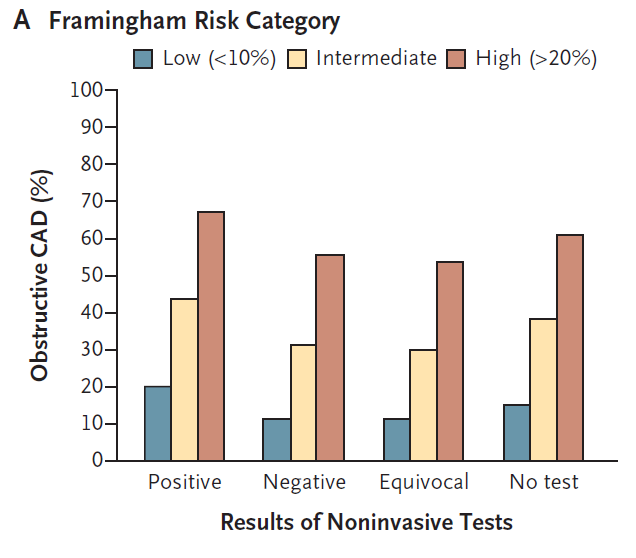 A Framingham Risk Category
Low (<10%) Intermediate High (>20%)
100
90
80
70
60
50
40
30
20
10
0
Obstructive CAD (%)
Positive Negative Equivocal No test
Results of Noninvasive Tests